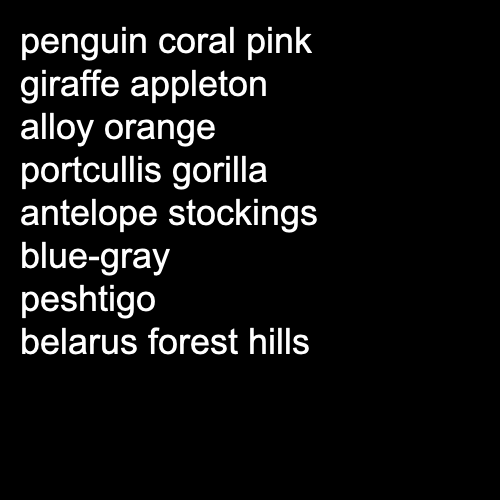 penguin coral pink
giraffe appleton
alloy orange
portcullis gorilla
antelope stockings
blue-gray
peshtigo
belarus forest hills